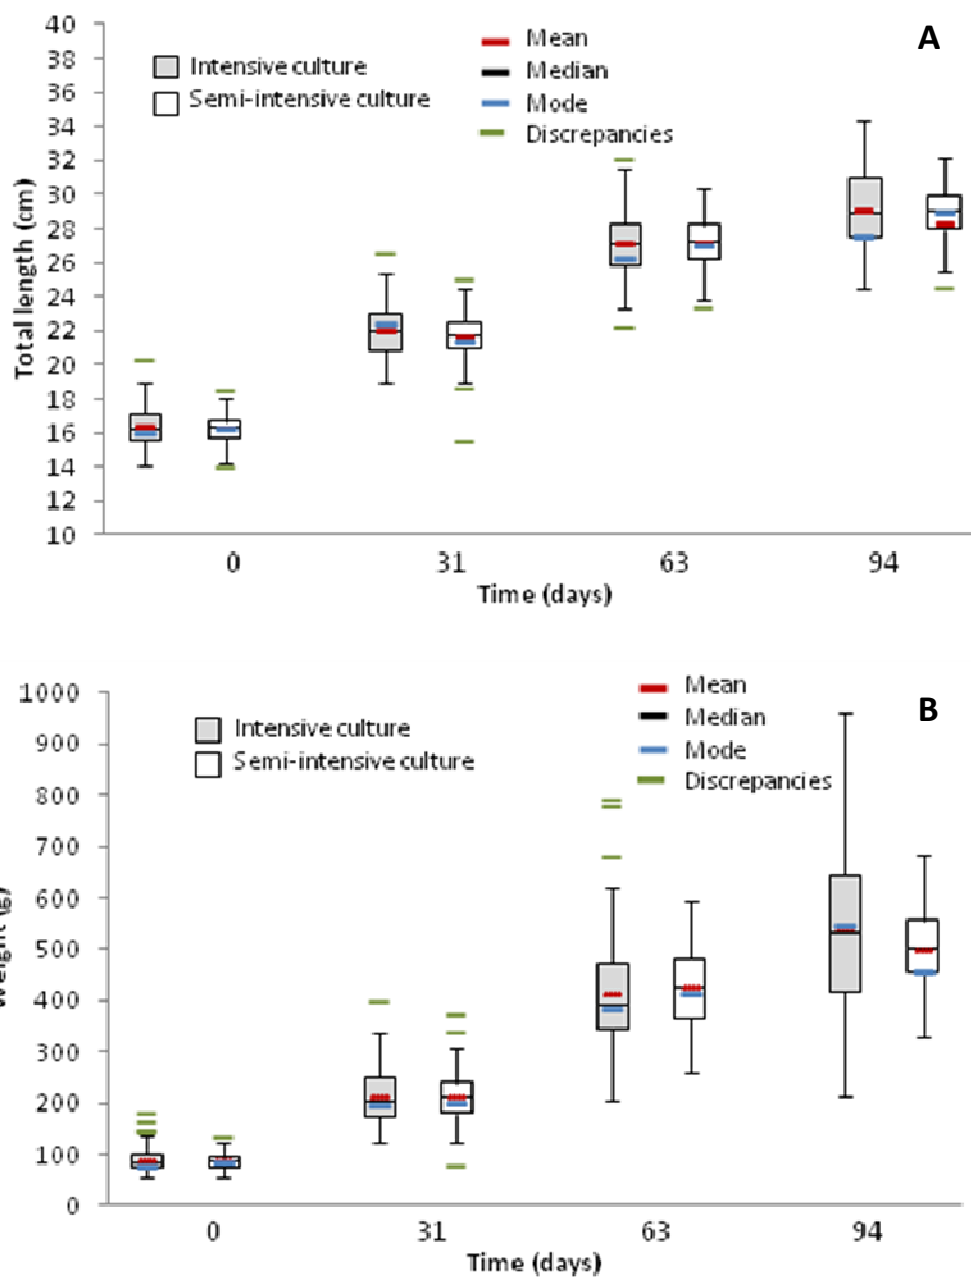 A
Mean
Intensive culture
Median
Semi-intensive culture
Mode
Discrepancies
Total length (cm)
40
38
36
34
32
30
28
26
24
22
20
18
16
14
12
10
0 31 63 94
Time (days)
B
Mean
Intensive culture
Median
Semi-intensive culture
Mode
Discrepancies
Weight (g)
1000
900
800
700
600
500
400
300
200
100
0
0 31 63 94
Time (days)